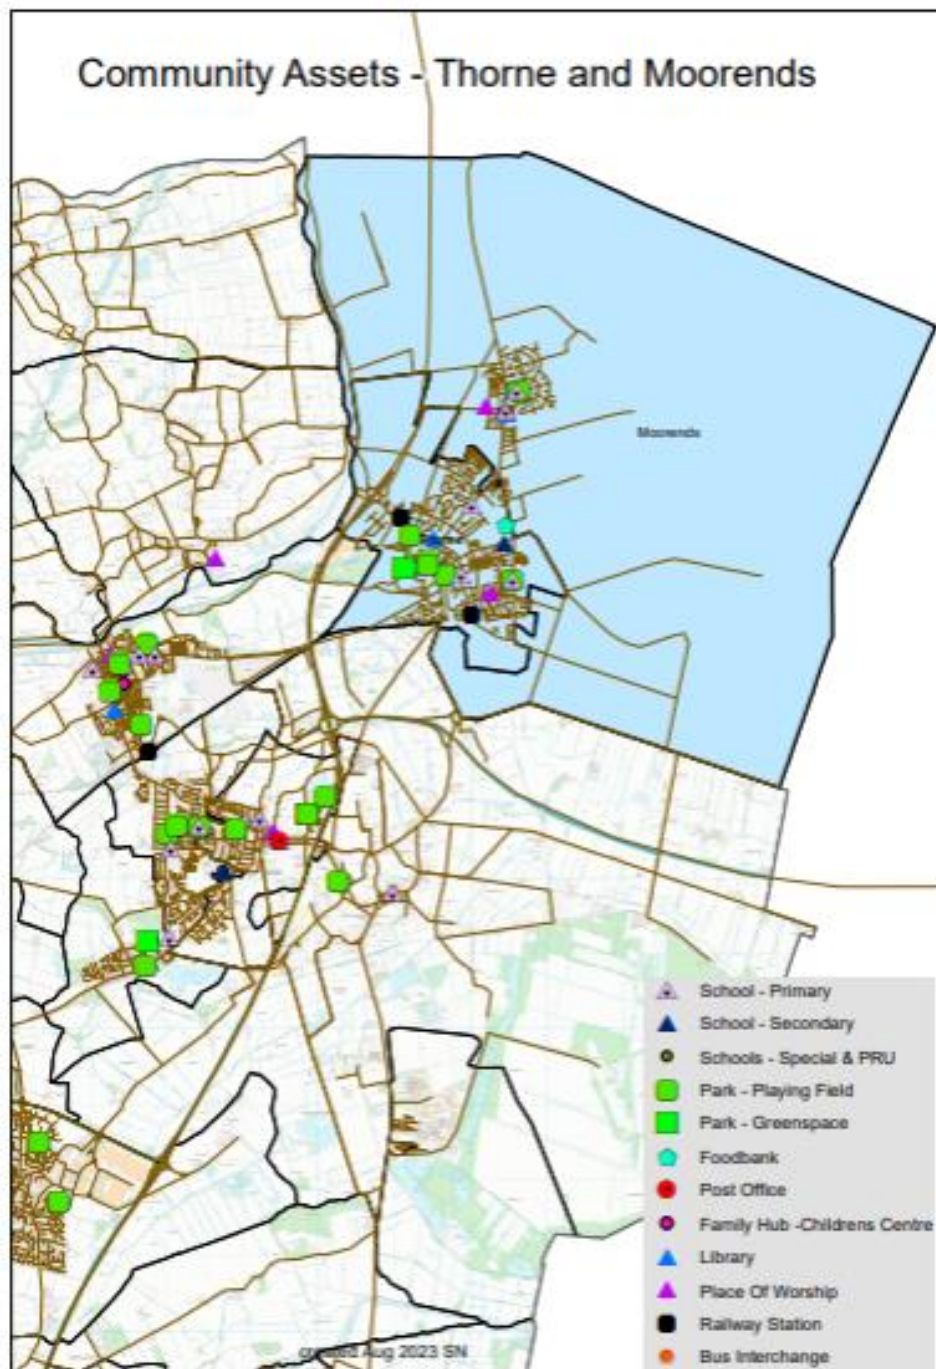 Community Assets - Thorne and Moorends
Moorends
School - Primary
School - Secondary
Schools - Special & PRU
Park - Playing Field
Park - Greenspace
Foodbank
Post Office
Family Hub -Childrens Centre
Library
Place Of Worship
Railway Station
Bus Interchange
created Aug 2023 SN